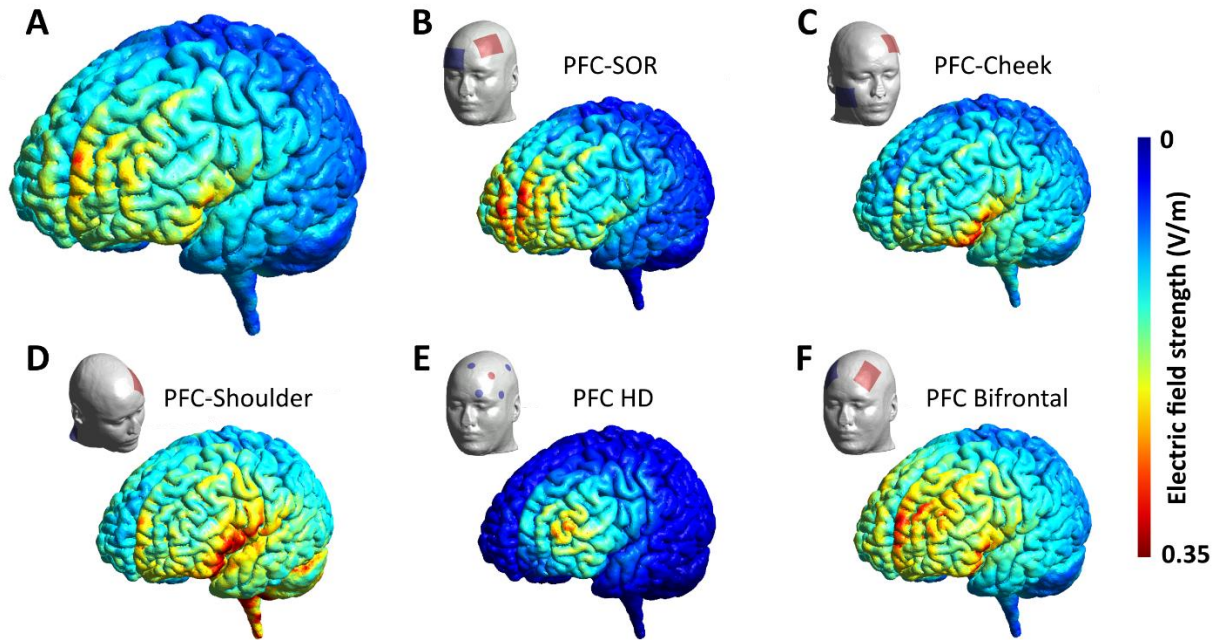 A
B
PFC-SOR
C
PFC-Cheek
D
PFC-Shoulder
E
PFC HD
F
PFC Bifrontal
0
Electric field strength (V/m)
0.35